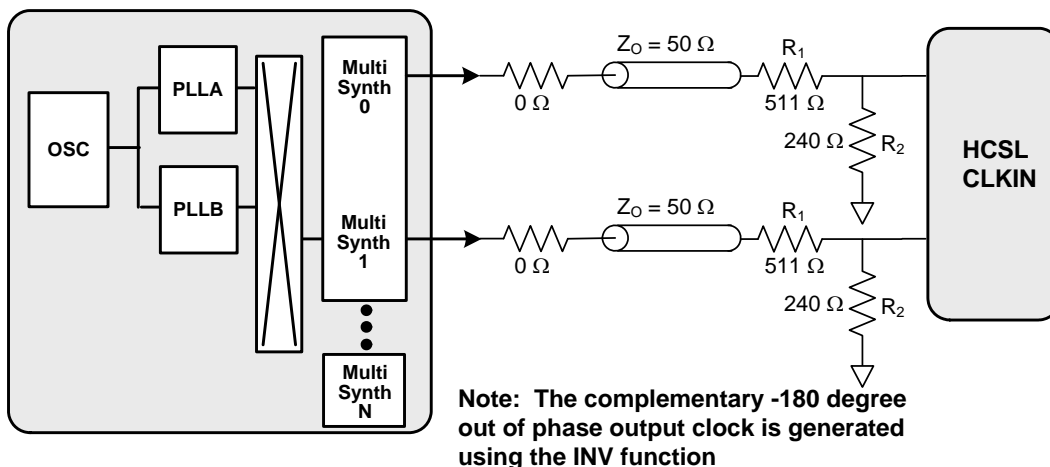 OSC
PLLA
PLLB
Multi
Synth
0
Multi
Synth
1
Multi
Synth
N
0 Ω
Z_O = 50 Ω
R_1
511 Ω
240 Ω
R_2
0 Ω
Z_O = 50 Ω
R_1
511 Ω
240 Ω
R_2
HCSL
CLKIN
Note: The complementary -180 degree
out of phase output clock is generated
using the INV function